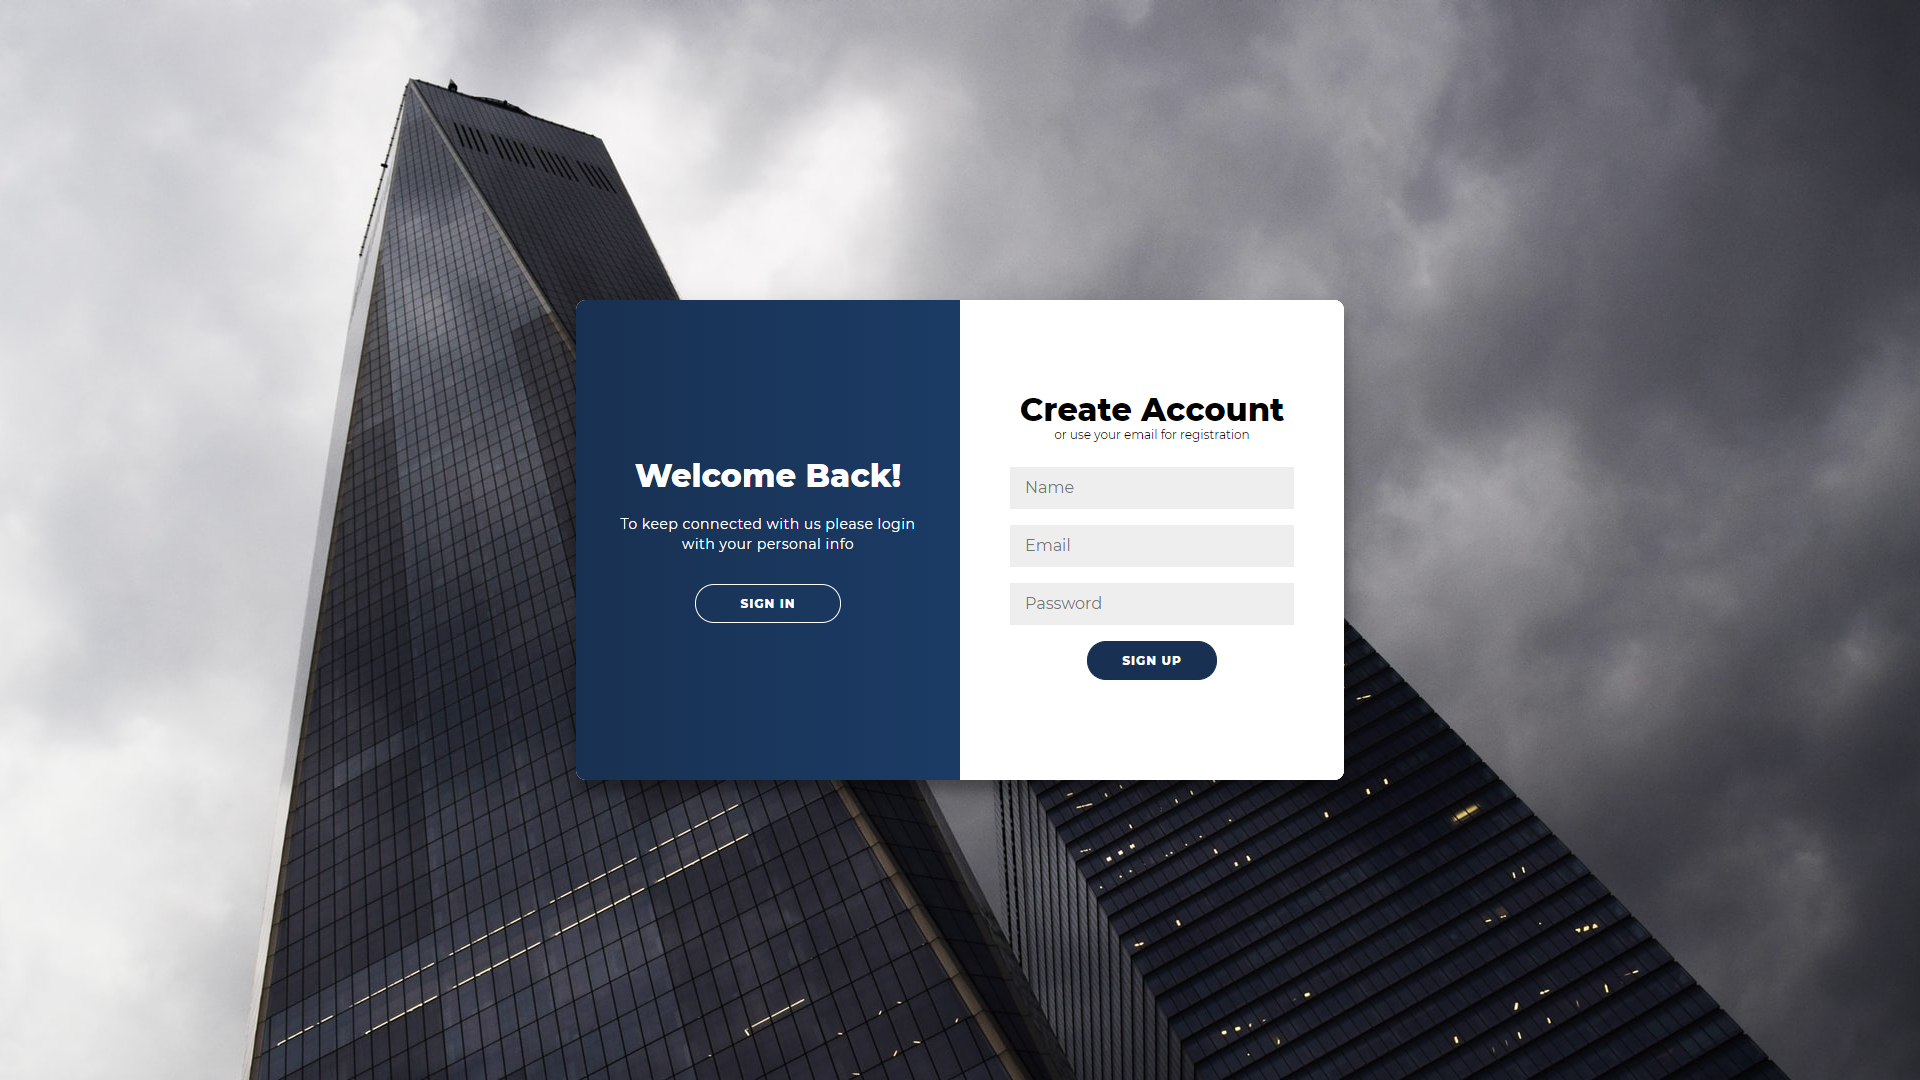 Welcome Back!
To keep connected with us please login
with your personal info
SIGN IN
Create Account
or use your email for registration
Name
Email
Password
SIGN UP